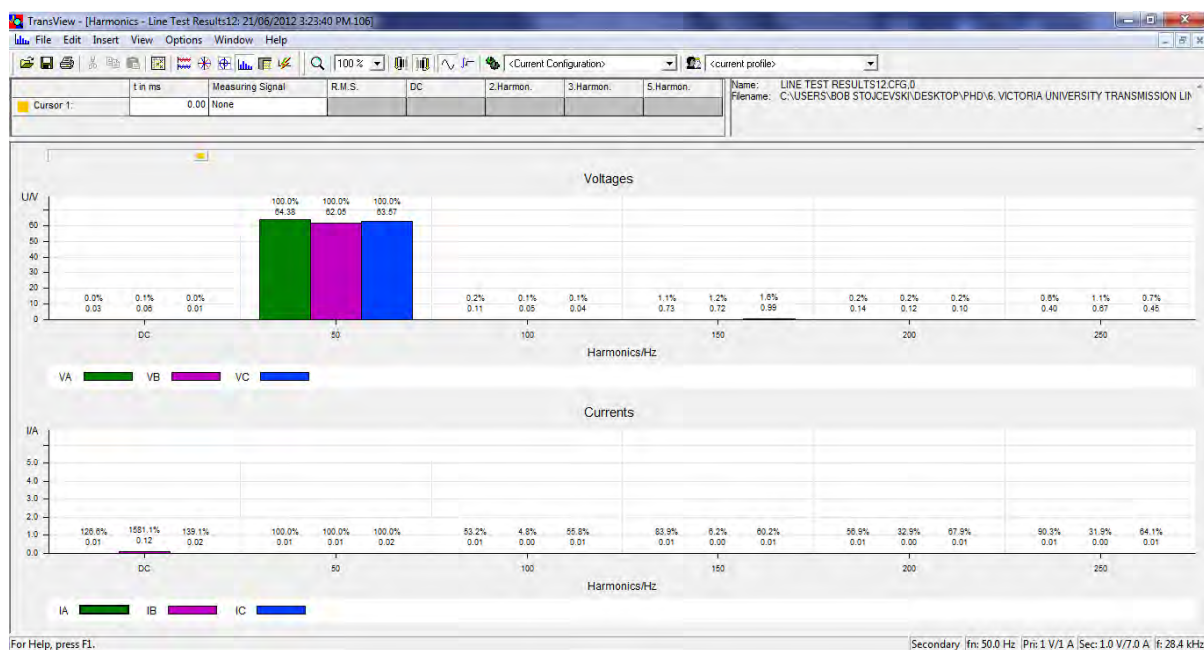 TransView - [Harmonics - Line Test Results12: 21/06/2012 3:23:40 PM.106]
File Edit Insert View Options Window Help
100 % <Current Configuration> <current profile>
t in ms Measuring Signal R.M.S. DC 2.Harmon. 3.Harmon. 5.Harmon.
Cursor 1: 0.00 None
Name: LINE TEST RESULTS12.CFG,0
Filename: C:\USERS\BOB STOJCEVSKI\DESKTOP\PHD\6. VICTORIA UNIVERSITY TRANSMISSION LIN
Voltages
U/V
60
50
40
30
20
10
0
0.0% 0.1% 0.0% 100.0% 100.0% 100.0% 0.2% 0.1% 0.1% 1.1% 1.2% 1.6% 0.2% 0.2% 0.2% 0.6% 1.1% 0.7%
0.03 0.06 0.01 64.38 62.05 63.57 0.11 0.05 0.04 0.73 0.72 0.99 0.14 0.12 0.10 0.40 0.67 0.45
DC 50 100 150 200 250
Harmonics/Hz
VA VB VC
Currents
I/A
5.0
4.0
3.0
2.0
1.0
0.0
126.6% 1581.1% 139.1% 100.0% 100.0% 100.0% 53.2% 4.8% 55.8% 83.9% 6.2% 60.2% 56.9% 32.9% 67.9% 90.3% 31.9% 64.1%
0.01 0.12 0.02 0.01 0.01 0.02 0.01 0.00 0.01 0.01 0.00 0.01 0.01 0.00 0.01 0.01 0.00 0.01
DC 50 100 150 200 250
Harmonics/Hz
IA IB IC
For Help, press F1.
Secondary fn: 50.0 Hz Pri: 1 V/1 A Sec: 1.0 V/7.0 A f: 28.4 kHz